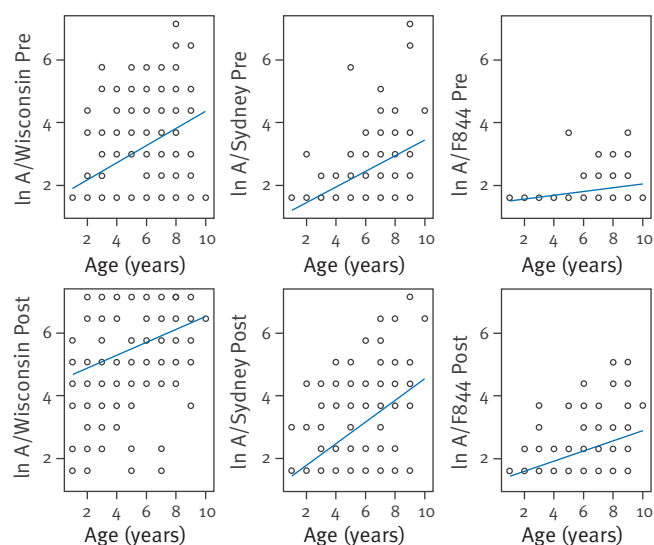 ln A/Wisconsin Pre
6
4
2
2 4 6 8 10
Age (years)
ln A/Sydney Pre
6
4
2
2 4 6 8 10
Age (years)
ln A/F844 Pre
6
4
2
2 4 6 8 10
Age (years)
ln A/Wisconsin Post
6
4
2
2 4 6 8 10
Age (years)
ln A/Sydney Post
6
4
2
2 4 6 8 10
Age (years)
ln A/F844 Post
6
4
2
2 4 6 8 10
Age (years)